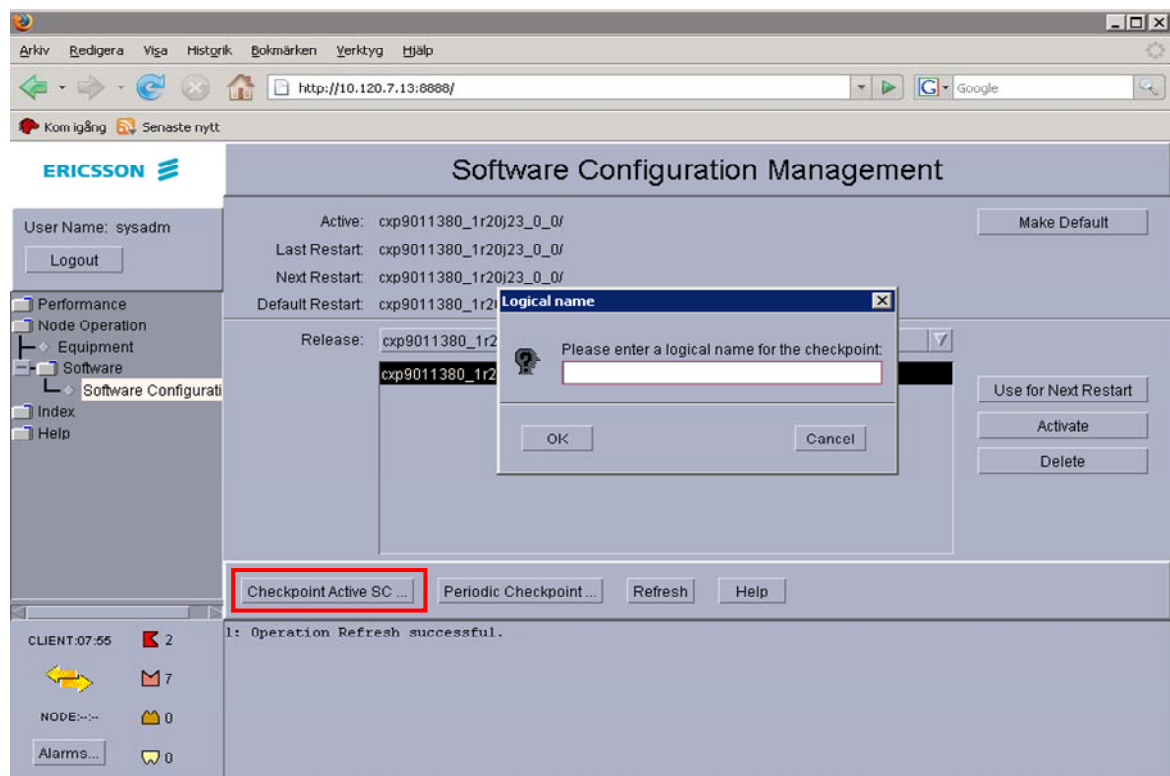 Arkiv Redigera Visa Historik Bokmärken Verktyg Hjälp
http://10.120.7.13:8888/
G Google
Kom igång Senaste nytt
ERICSSON
Software Configuration Management
User Name: sysadm
Logout
Active: cxp9011380_1r20j23_0_0/
Last Restart: cxp9011380_1r20j23_0_0/
Next Restart: cxp9011380_1r20j23_0_0/
Default Restart: cxp9011380_1r20
Make Default
Performance
Node Operation
Equipment
Software
Software Configurati
Index
Help
Release: cxp9011380_1r2
cxp9011380_1r2
Logical name
Please enter a logical name for the checkpoint:
OK Cancel
Use for Next Restart
Activate
Delete
Checkpoint Active SC ... Periodic Checkpoint ... Refresh Help
1: Operation Refresh successful.
CLIENT:07:55 2
7
NODE:--:-- 0
Alarms... 0